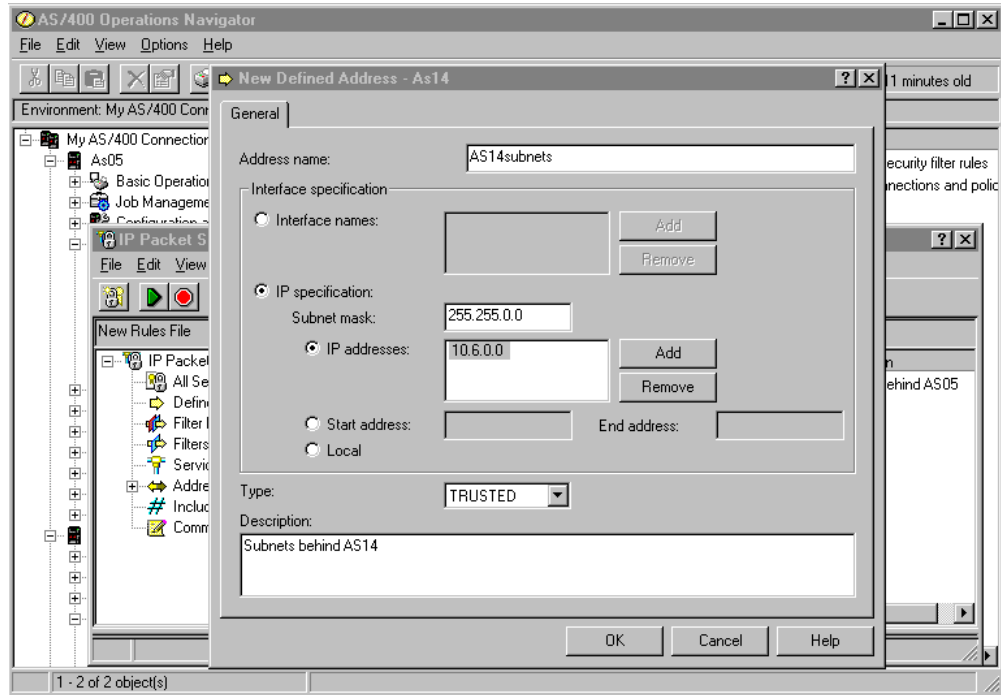 AS/400 Operations Navigator
File Edit View Options Help
New Defined Address - As14
1 minutes old
Environment: My AS/400 Conn
General
My AS/400 Connection
As05
Basic Operation
Job Manageme
Address name: AS14subnets
ecurity filter rules
nnections and polic
Interface specification
Interface names: Add
Remove
IP Packet S
File Edit View
IP specification:
Subnet mask: 255.255.0.0
New Rules File
IP addresses: 10.6.0.0 Add
Remove
IP Packet
All Se
Defin
Filter I
Filters
Servic
Addre
Includ
Comm
n
ehind AS05
Start address: End address:
Local
Type: TRUSTED
Description:
Subnets behind AS14
OK Cancel Help
1 - 2 of 2 object(s)